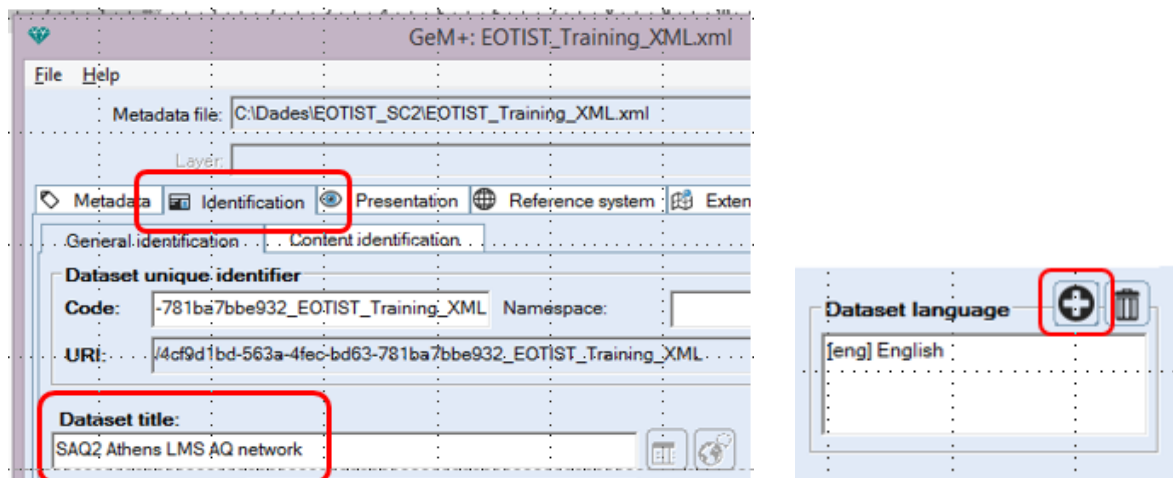 GeM+: EOTIST_Training_XML.xml
File Help
Metadata file: C:\Dades\EOTIST_SC2\EOTIST_Training_XML.xml
Layer:
Metadata Identification Presentation Reference system Exten
General identification Content identification
Dataset unique identifier
Code: -781ba7bbe932_EOTIST_Training_XML Namespace:
URI: /4cf9d1bd-563a-4fec-bd63-781ba7bbe932_EOTIST_Training_XML
Dataset title:
SAQ2 Athens LMS AQ network
Dataset language
[eng] English